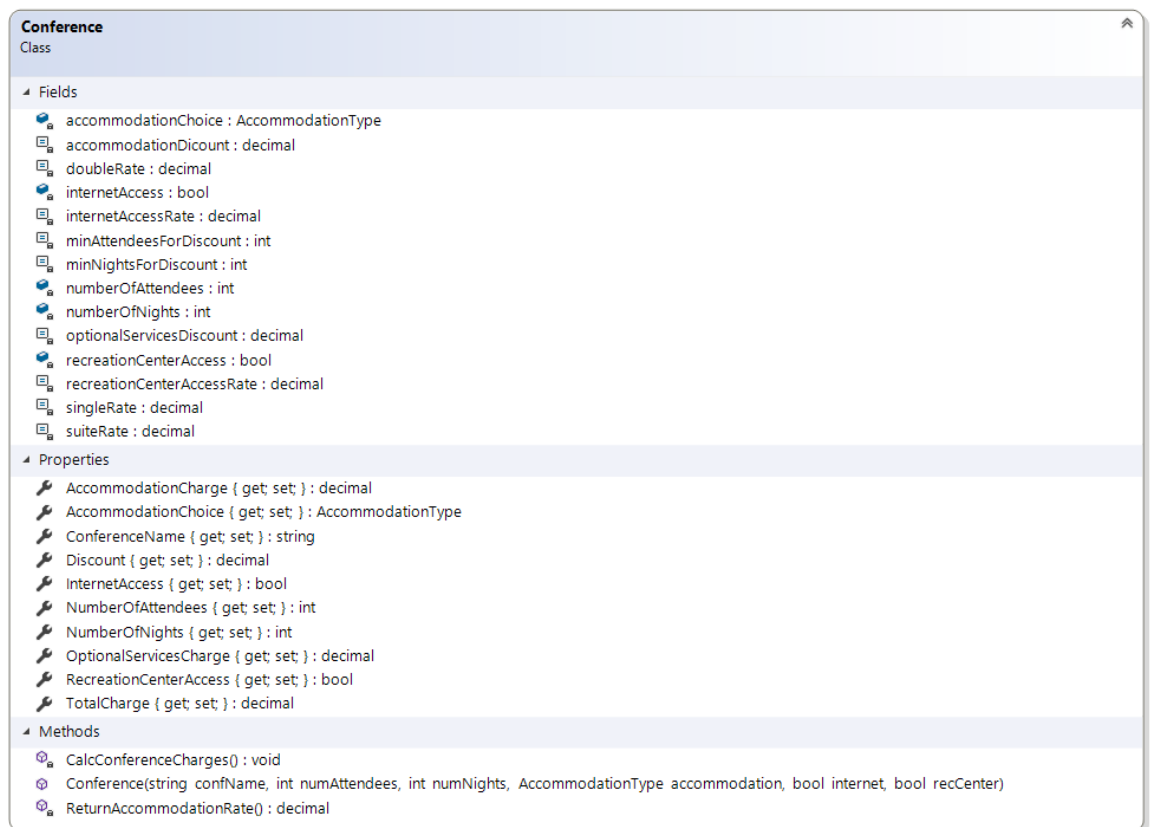 Conference
Class
Fields
accommodationChoice : AccommodationType
accommodationDicount : decimal
doubleRate : decimal
internetAccess : bool
internetAccessRate : decimal
minAttendeesForDiscount : int
minNightsForDiscount : int
numberOfAttendees : int
numberOfNights : int
optionalServicesDiscount : decimal
recreationCenterAccess : bool
recreationCenterAccessRate : decimal
singleRate : decimal
suiteRate : decimal
Properties
AccommodationCharge { get; set; } : decimal
AccommodationChoice { get; set; } : AccommodationType
ConferenceName { get; set; } : string
Discount { get; set; } : decimal
InternetAccess { get; set; } : bool
NumberOfAttendees { get; set; } : int
NumberOfNights { get; set; } : int
OptionalServicesCharge { get; set; } : decimal
RecreationCenterAccess { get; set; } : bool
TotalCharge { get; set; } : decimal
Methods
CalcConferenceCharges() : void
Conference(string confName, int numAttendees, int numNights, AccommodationType accommodation, bool internet, bool recCenter)
ReturnAccommodationRate() : decimal